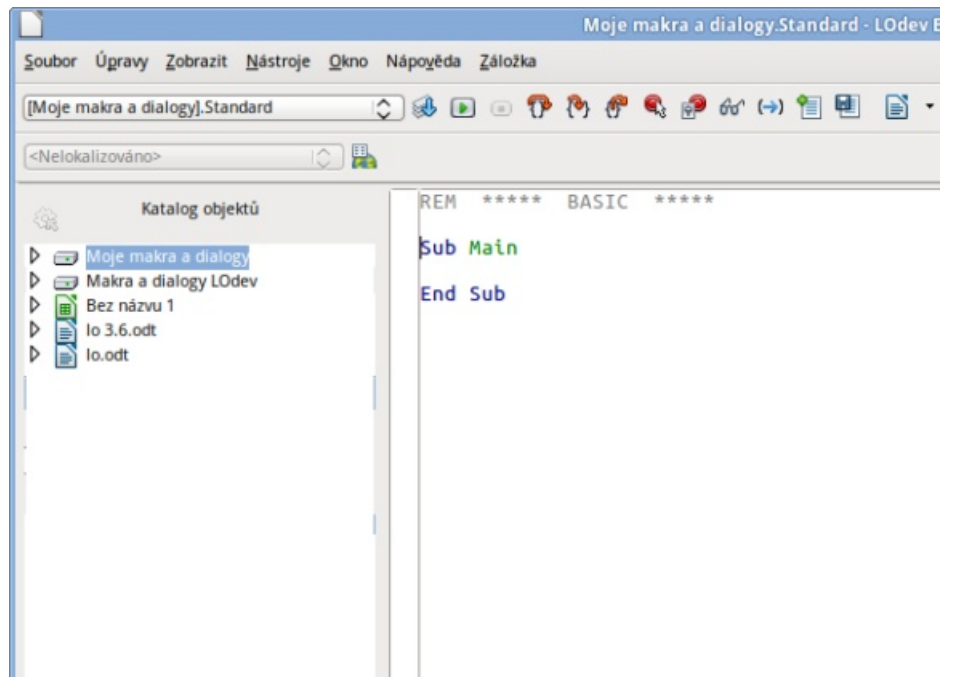 Moje makra a dialogy.Standard - LOdev B
Soubor Úpravy Zobrazit Nástroje Okno Nápověda Záložka
[Moje makra a dialogy].Standard
<Nelokalizováno>
Katalog objektů
Moje makra a dialogy
Makra a dialogy LOdev
Bez názvu 1
lo 3.6.odt
lo.odt
REM ***** BASIC *****
Sub Main
End Sub